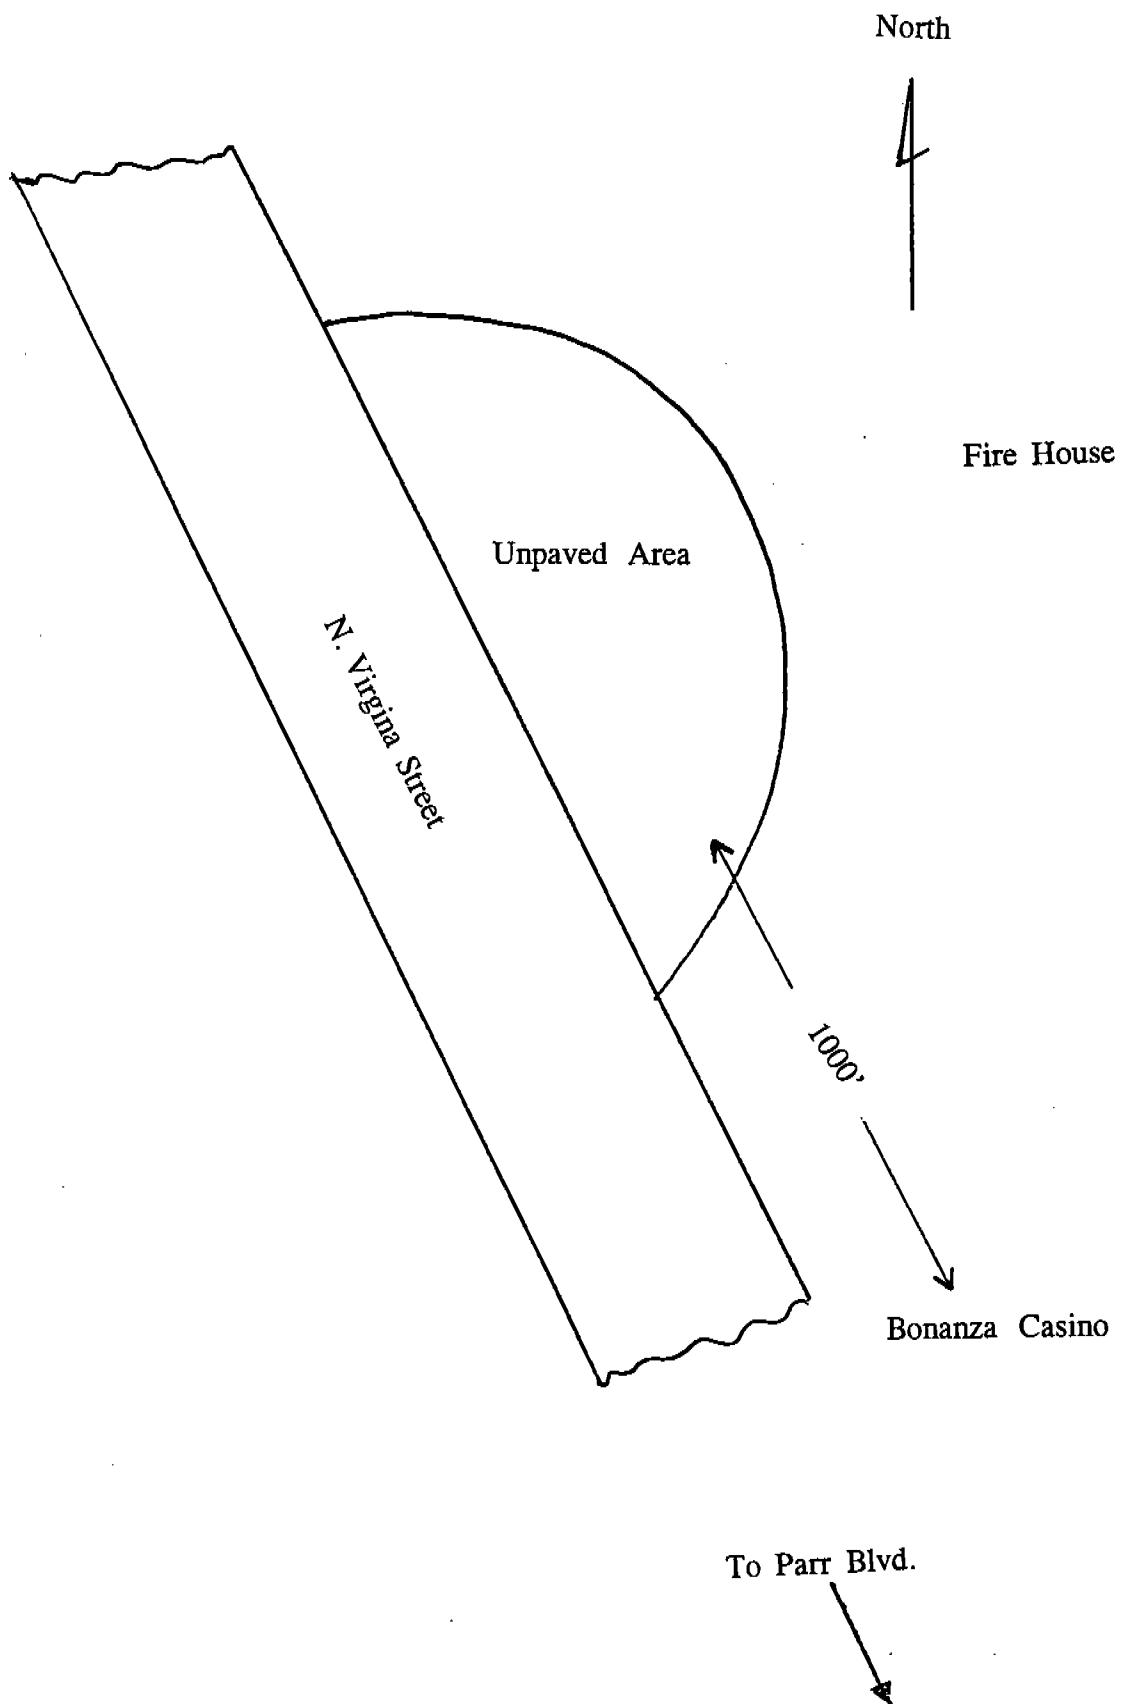 North
Fire House
Unpaved Area
N. Virgina Street
1000'
Bonanza Casino
To Parr Blvd.